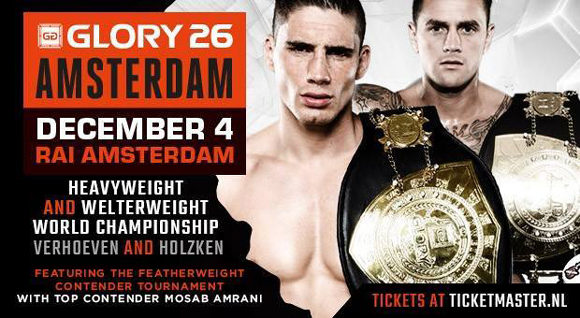 GLORY 26
AMSTERDAM
DECEMBER 4
RAI AMSTERDAM
HEAVYWEIGHT
AND WELTERWEIGHT
WORLD CHAMPIONSHIP
VERHOEVEN AND HOLZKEN
FEATURING THE FEATHERWEIGHT
CONTENDER TOURNAMENT
WITH TOP CONTENDER MOSAB AMRANI
GLORY
TICKETS AT TICKETMASTER.NL